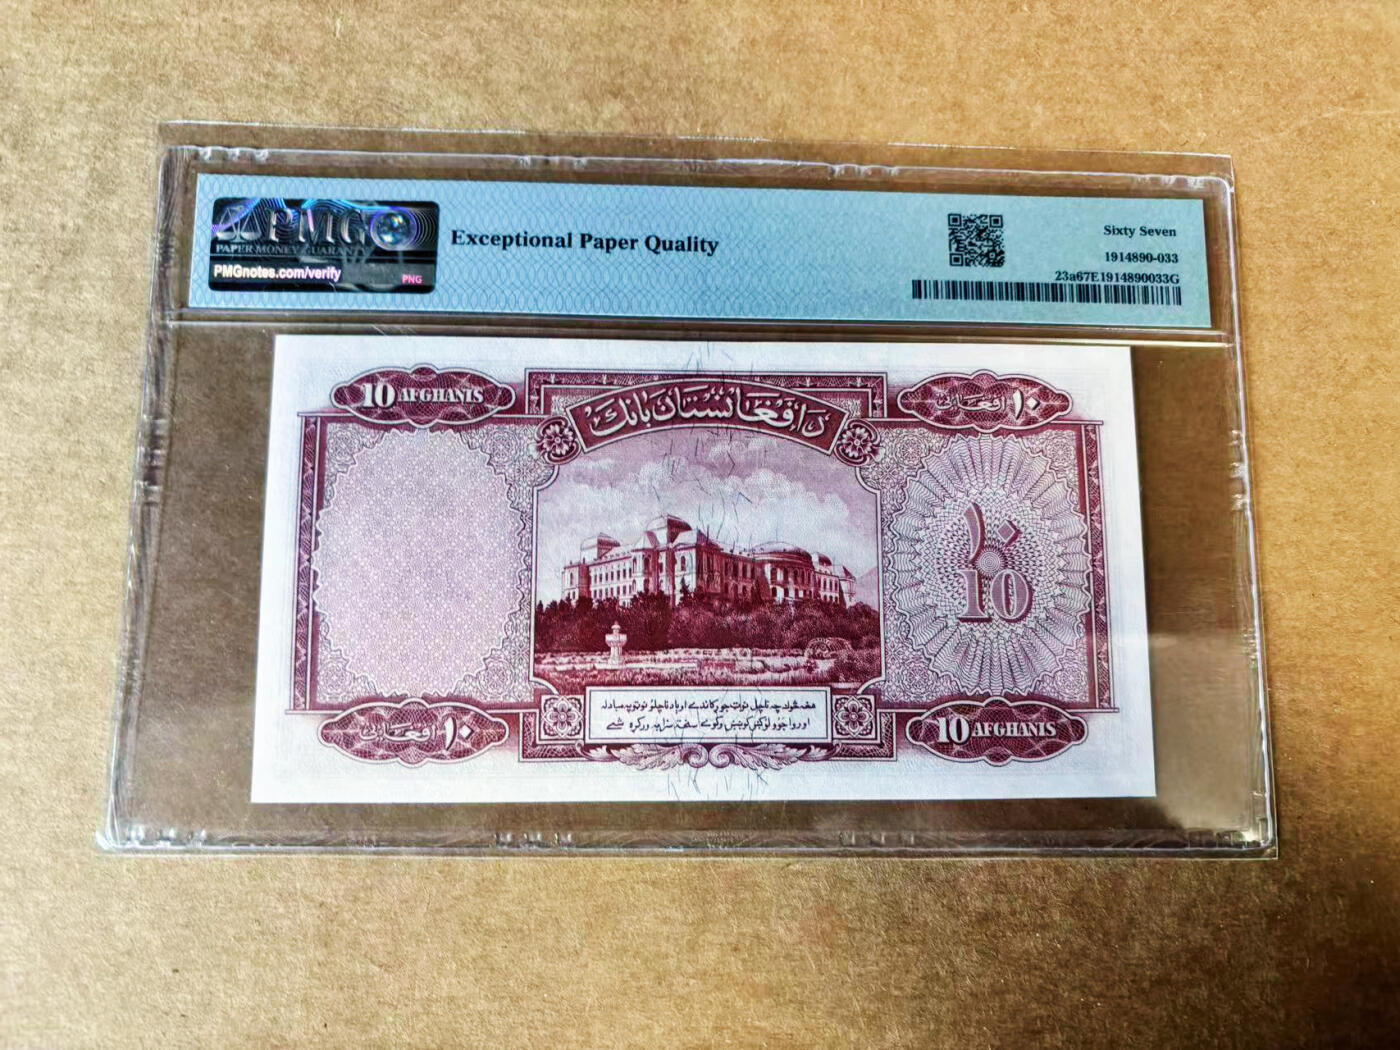 PMG
PAPER MONEY GUARANTY
PMGnotes.com/verify
PNG
Exceptional Paper Quality
Sixty Seven
1914890-033
23a67E1914890033G
10 AFGHANIS
دافغانستان بانک
۱۰ افغانی
۱۰
10
۱۰ افغانی
10 AFGHANIS